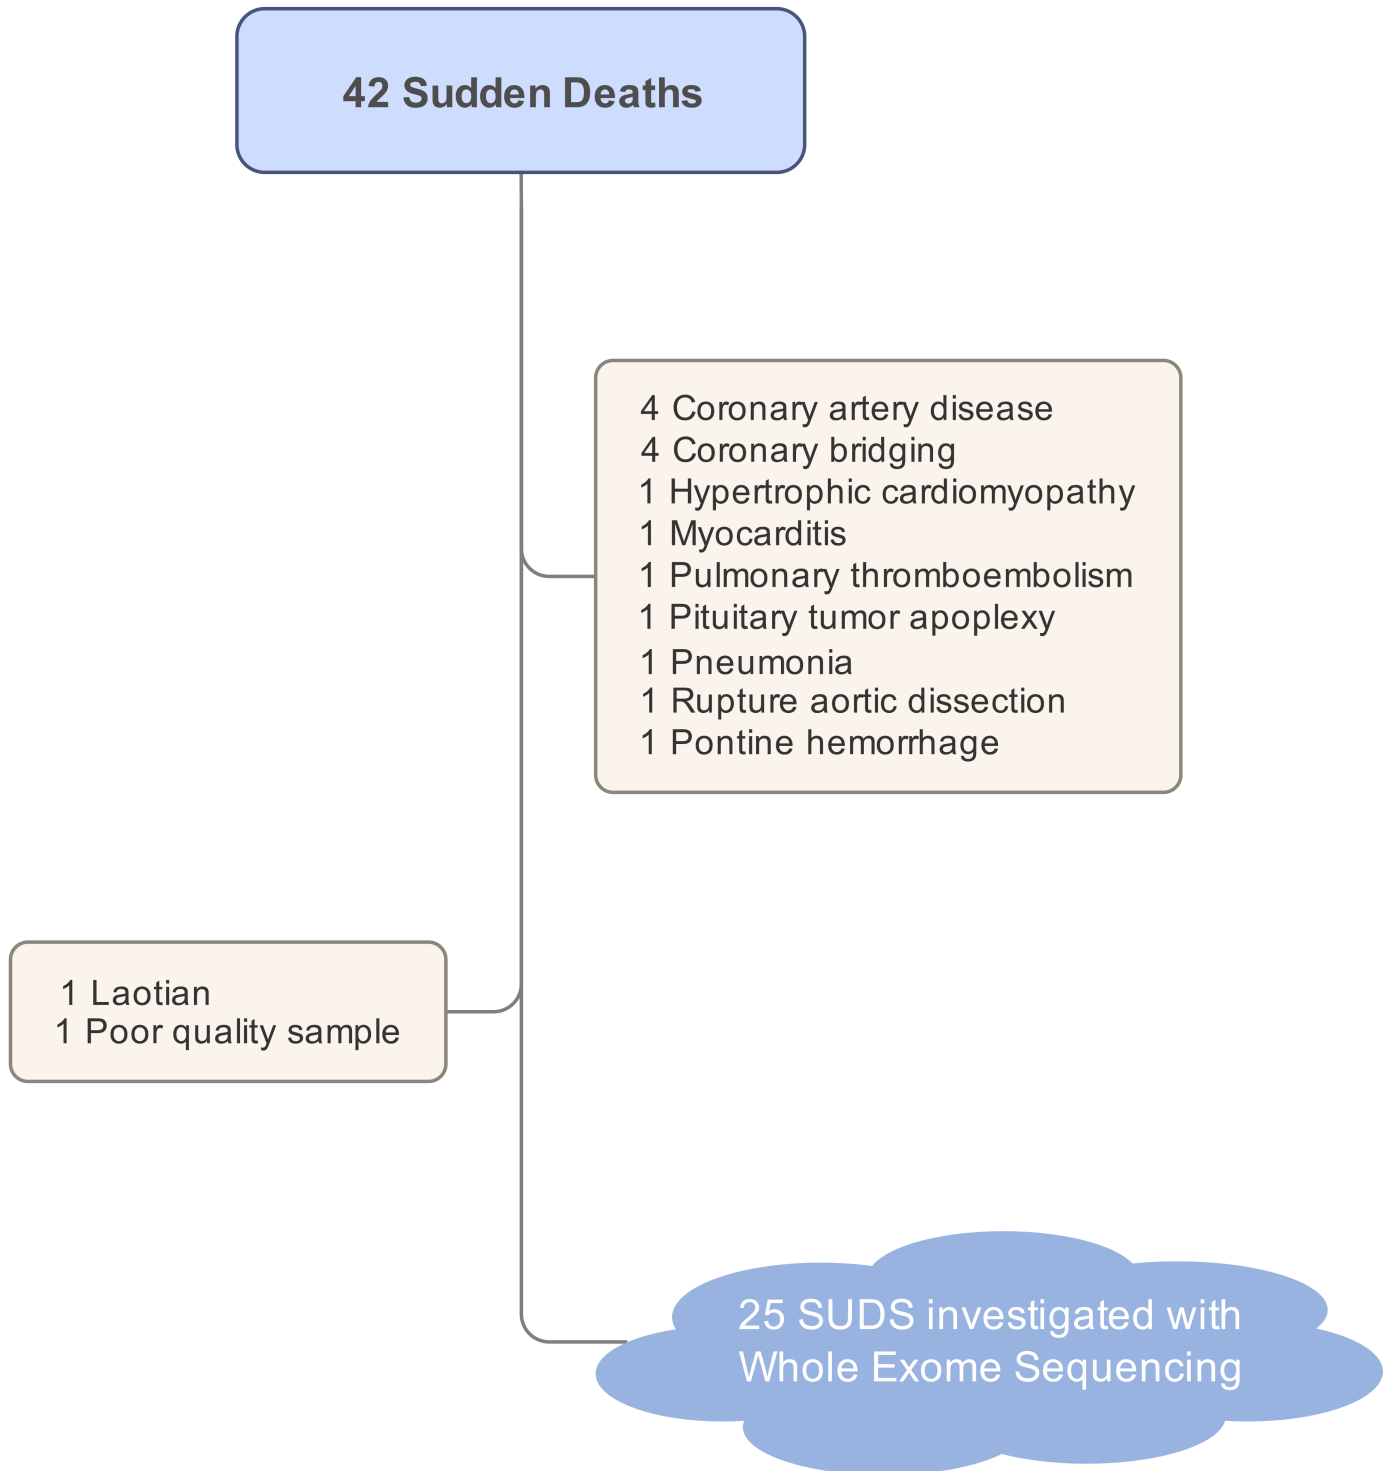 42 Sudden Deaths
4 Coronary artery disease
4 Coronary bridging
1 Hypertrophic cardiomyopathy
1 Myocarditis
1 Pulmonary thromboembolism
1 Pituitary tumor apoplexy
1 Pneumonia
1 Rupture aortic dissection
1 Pontine hemorrhage
1 Laotian
1 Poor quality sample
25 SUDS investigated with
Whole Exome Sequencing